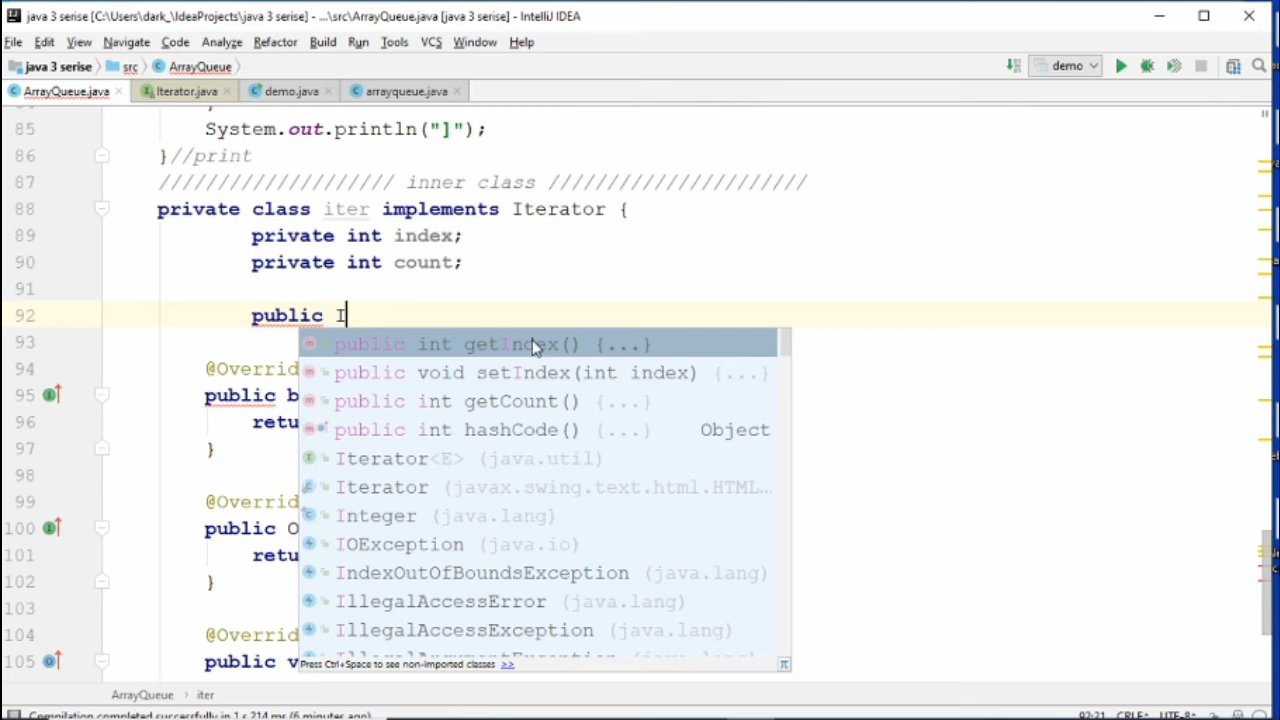 java 3 serise [C:\Users\dark_\IdeaProjects\java 3 serise] - ...\src\ArrayQueue.java [java 3 serise] - IntelliJ IDEA
File Edit View Navigate Code Analyze Refactor Build Run Tools VCS Window Help
java 3 serise src ArrayQueue demo
ArrayQueue.java Iterator.java demo.java arrayqueue.java
85 System.out.println("]");
86 }//print
87 //////////////////// inner class //////////////////////
88 private class iter implements Iterator {
89 private int index;
90 private int count;
91
92 public I
93 public int getIndex() {...}
94 @Overrid public void setIndex(int index) {...}
95 public b public int getCount() {...}
96 retu public int hashCode() {...} Object
97 } Iterator<E> (java.util)
98 Iterator (javax.swing.text.html.HTML...
99 @Overrid Integer (java.lang)
100 public O IOException (java.io)
101 retu IndexOutOfBoundsException (java.lang)
102 } IllegalAccessError (java.lang)
103 IllegalAccessException (java.lang)
104 @Overrid
105 public v Press Ctrl+Space to see non-imported classes >> π
ArrayQueue iter
Compilation completed successfully in 1 s 214 ms (6 minutes ago) 92:21 CRLF UTF-8